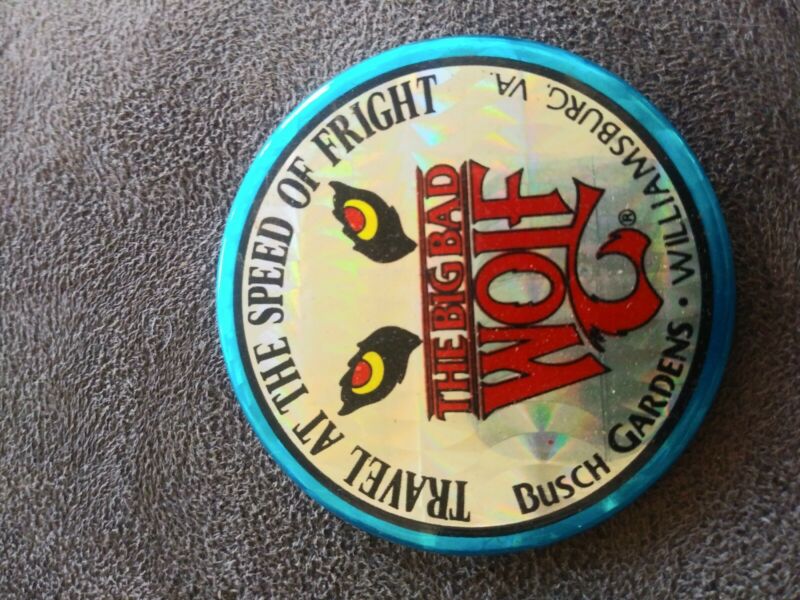 TRAVEL AT THE SPEED OF FRIGHT
THE BIG BAD
WOLF®
BUSCH GARDENS • WILLIAMSBURG, VA.